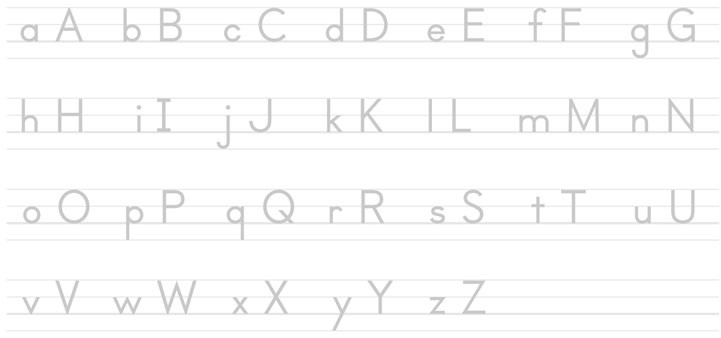 aA bB cC dD eE fF gG
hH iI jJ kK lL mM nN
oO pP qQ rR sS tT uU
vV wW xX yY zZ